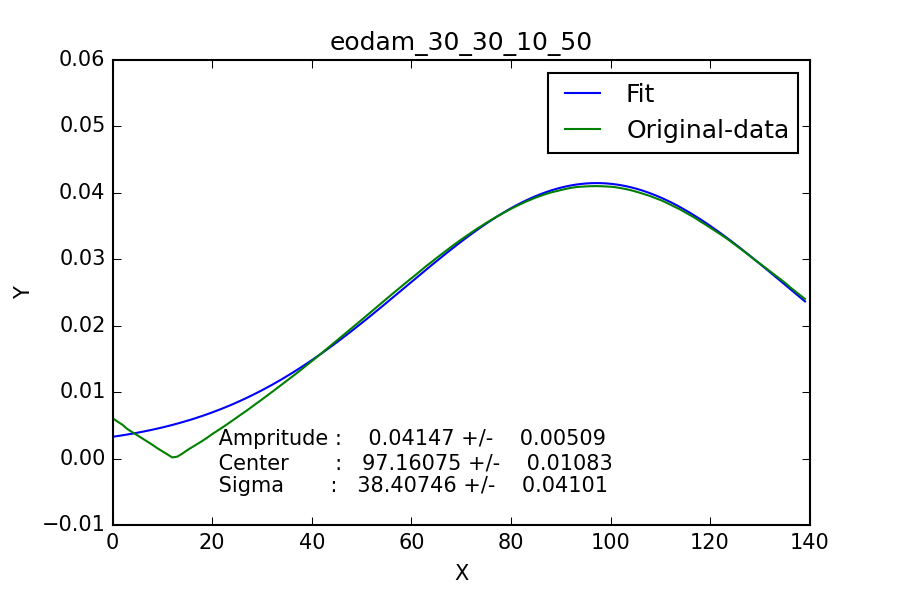 eodam_30_30_10_50
0.06
0.05
0.04
0.03
0.02
0.01
0.00
−0.01
Y
Fit
Original-data
Ampritude : 0.04147 +/- 0.00509
Center : 97.16075 +/- 0.01083
Sigma : 38.40746 +/- 0.04101
0 20 40 60 80 100 120 140
X